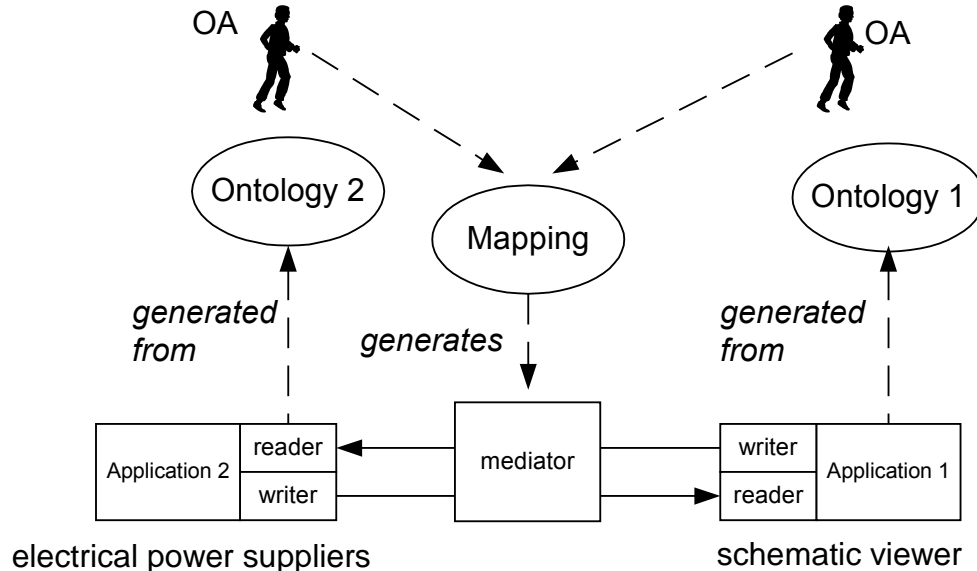 OA
OA
Ontology 2
Ontology 1
Mapping
generated
from
generates
generated
from
reader
writer
Application 2
mediator
Application 1
writer
reader
electrical power suppliers
schematic viewer